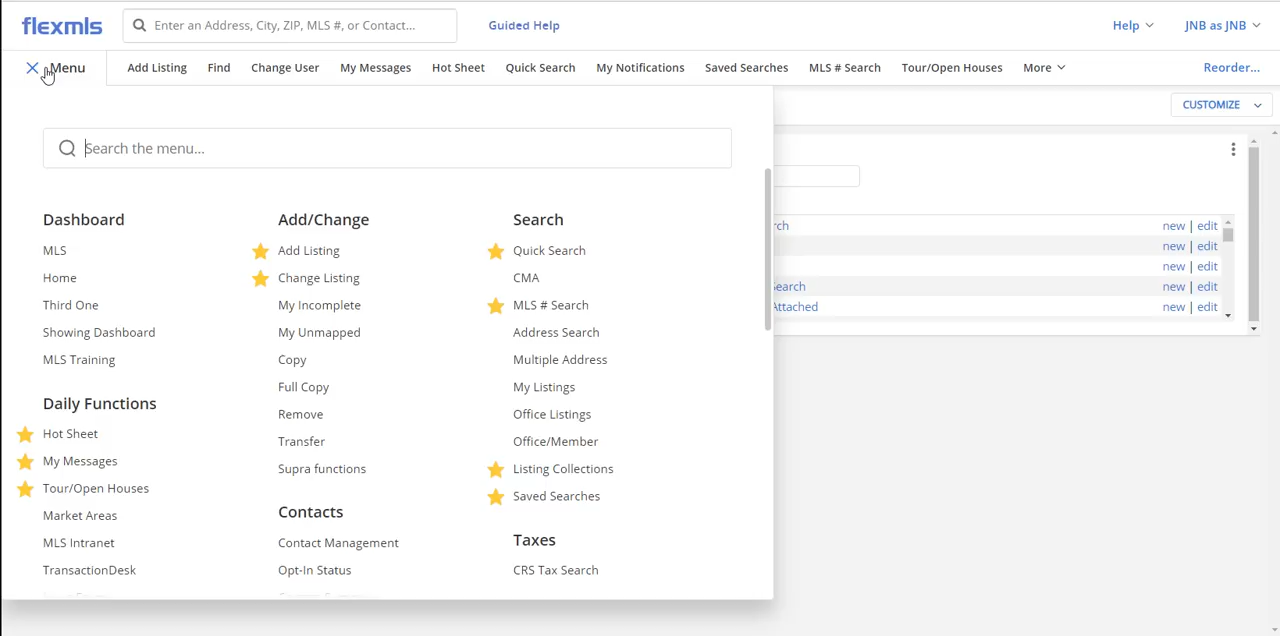 flexmls
Enter an Address, City, ZIP, MLS #, or Contact...
Guided Help
Help
JNB as JNB
Menu
Add Listing
Find
Change User
My Messages
Hot Sheet
Quick Search
My Notifications
Saved Searches
MLS # Search
Tour/Open Houses
More
Reorder...
CUSTOMIZE
Search the menu...
Dashboard
MLS
Home
Third One
Showing Dashboard
MLS Training
Daily Functions
Hot Sheet
My Messages
Tour/Open Houses
Market Areas
MLS Intranet
TransactionDesk
Add/Change
Add Listing
Change Listing
My Incomplete
My Unmapped
Copy
Full Copy
Remove
Transfer
Supra functions
Contacts
Contact Management
Opt-In Status
Search
Quick Search
CMA
MLS # Search
Address Search
Multiple Address
My Listings
Office Listings
Office/Member
Listing Collections
Saved Searches
Taxes
CRS Tax Search
rch new | edit
new | edit
new | edit
Search new | edit
Attached new | edit